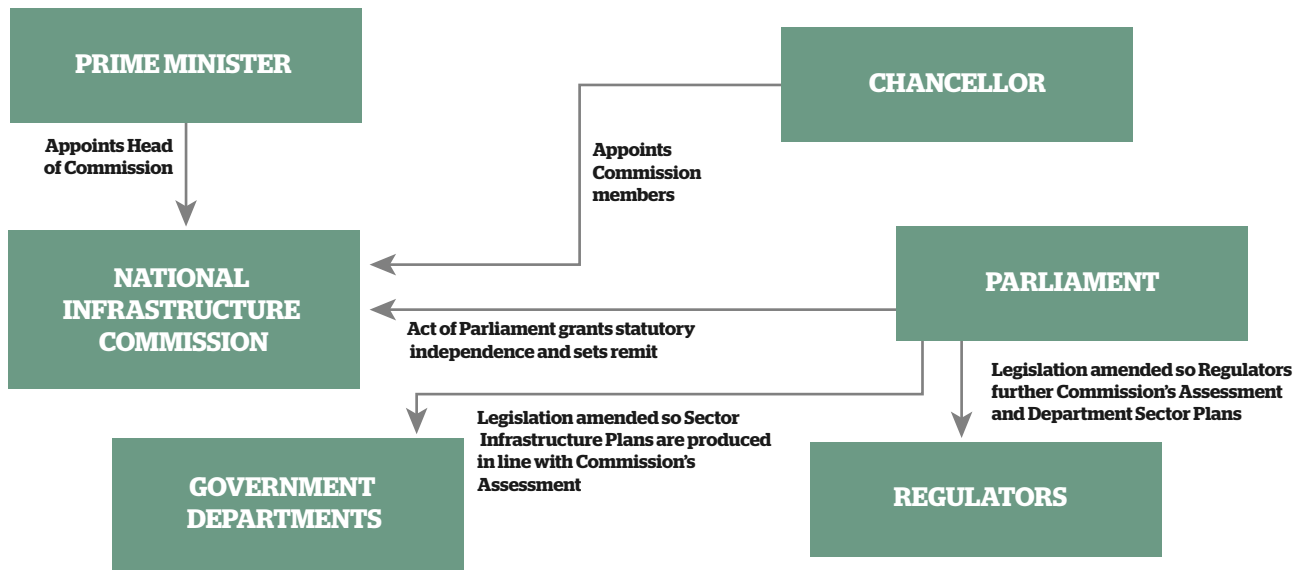 PRIME MINISTER
CHANCELLOR
Appoints Head
of Commission
Appoints
Commission
members
NATIONAL
INFRASTRUCTURE
COMMISSION
PARLIAMENT
Act of Parliament grants statutory
independence and sets remit
Legislation amended so Regulators
further Commission’s Assessment
and Department Sector Plans
Legislation amended so Sector
Infrastructure Plans are produced
in line with Commission’s
Assessment
GOVERNMENT
DEPARTMENTS
REGULATORS